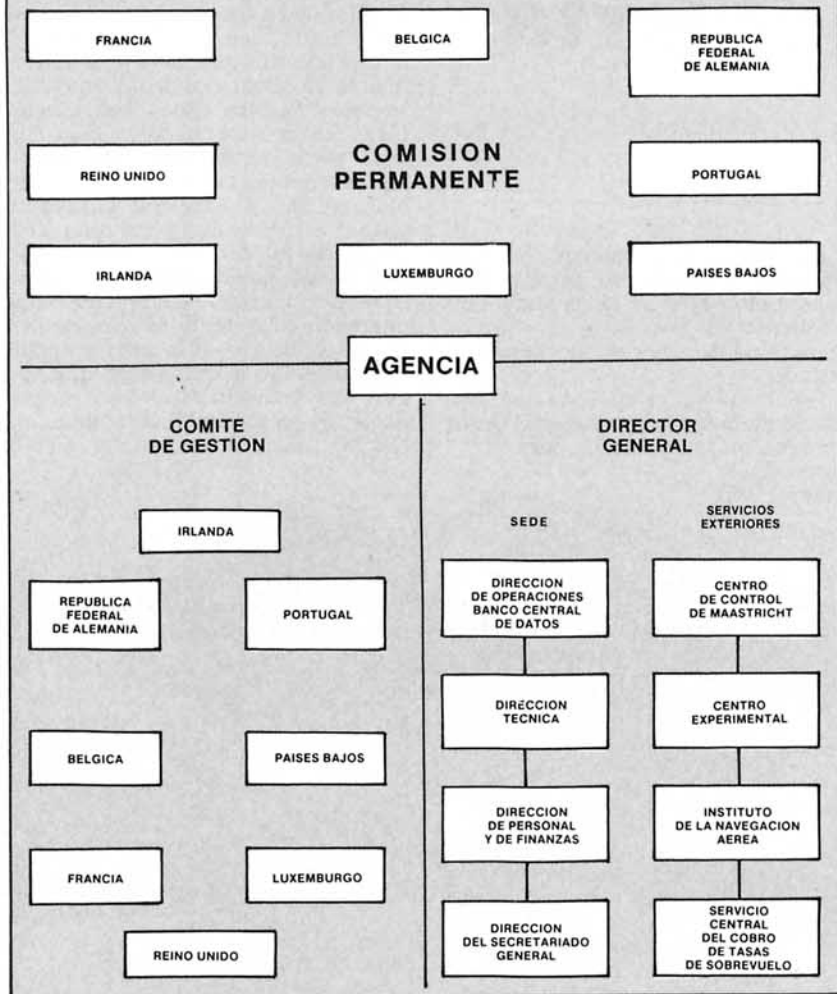 FRANCIA
BELGICA
REPUBLICA
FEDERAL
DE ALEMANIA
REINO UNIDO
COMISION
PERMANENTE
PORTUGAL
IRLANDA
LUXEMBURGO
PAISES BAJOS
AGENCIA
COMITE
DE GESTION
IRLANDA
REPUBLICA
FEDERAL
DE ALEMANIA
PORTUGAL
BELGICA
PAISES BAJOS
FRANCIA
LUXEMBURGO
REINO UNIDO
DIRECTOR
GENERAL
SEDE
DIRECCION
DE OPERACIONES
BANCO CENTRAL
DE DATOS
DIRECCION
TECNICA
DIRECCION
DE PERSONAL
Y DE FINANZAS
DIRECCION
DEL SECRETARIADO
GENERAL
SERVICIOS
EXTERIORES
CENTRO
DE CONTROL
DE MAASTRICHT
CENTRO
EXPERIMENTAL
INSTITUTO
DE LA NAVEGACION
AEREA
SERVICIO
CENTRAL
DEL COBRO
DE TASAS
DE SOBREVUELO